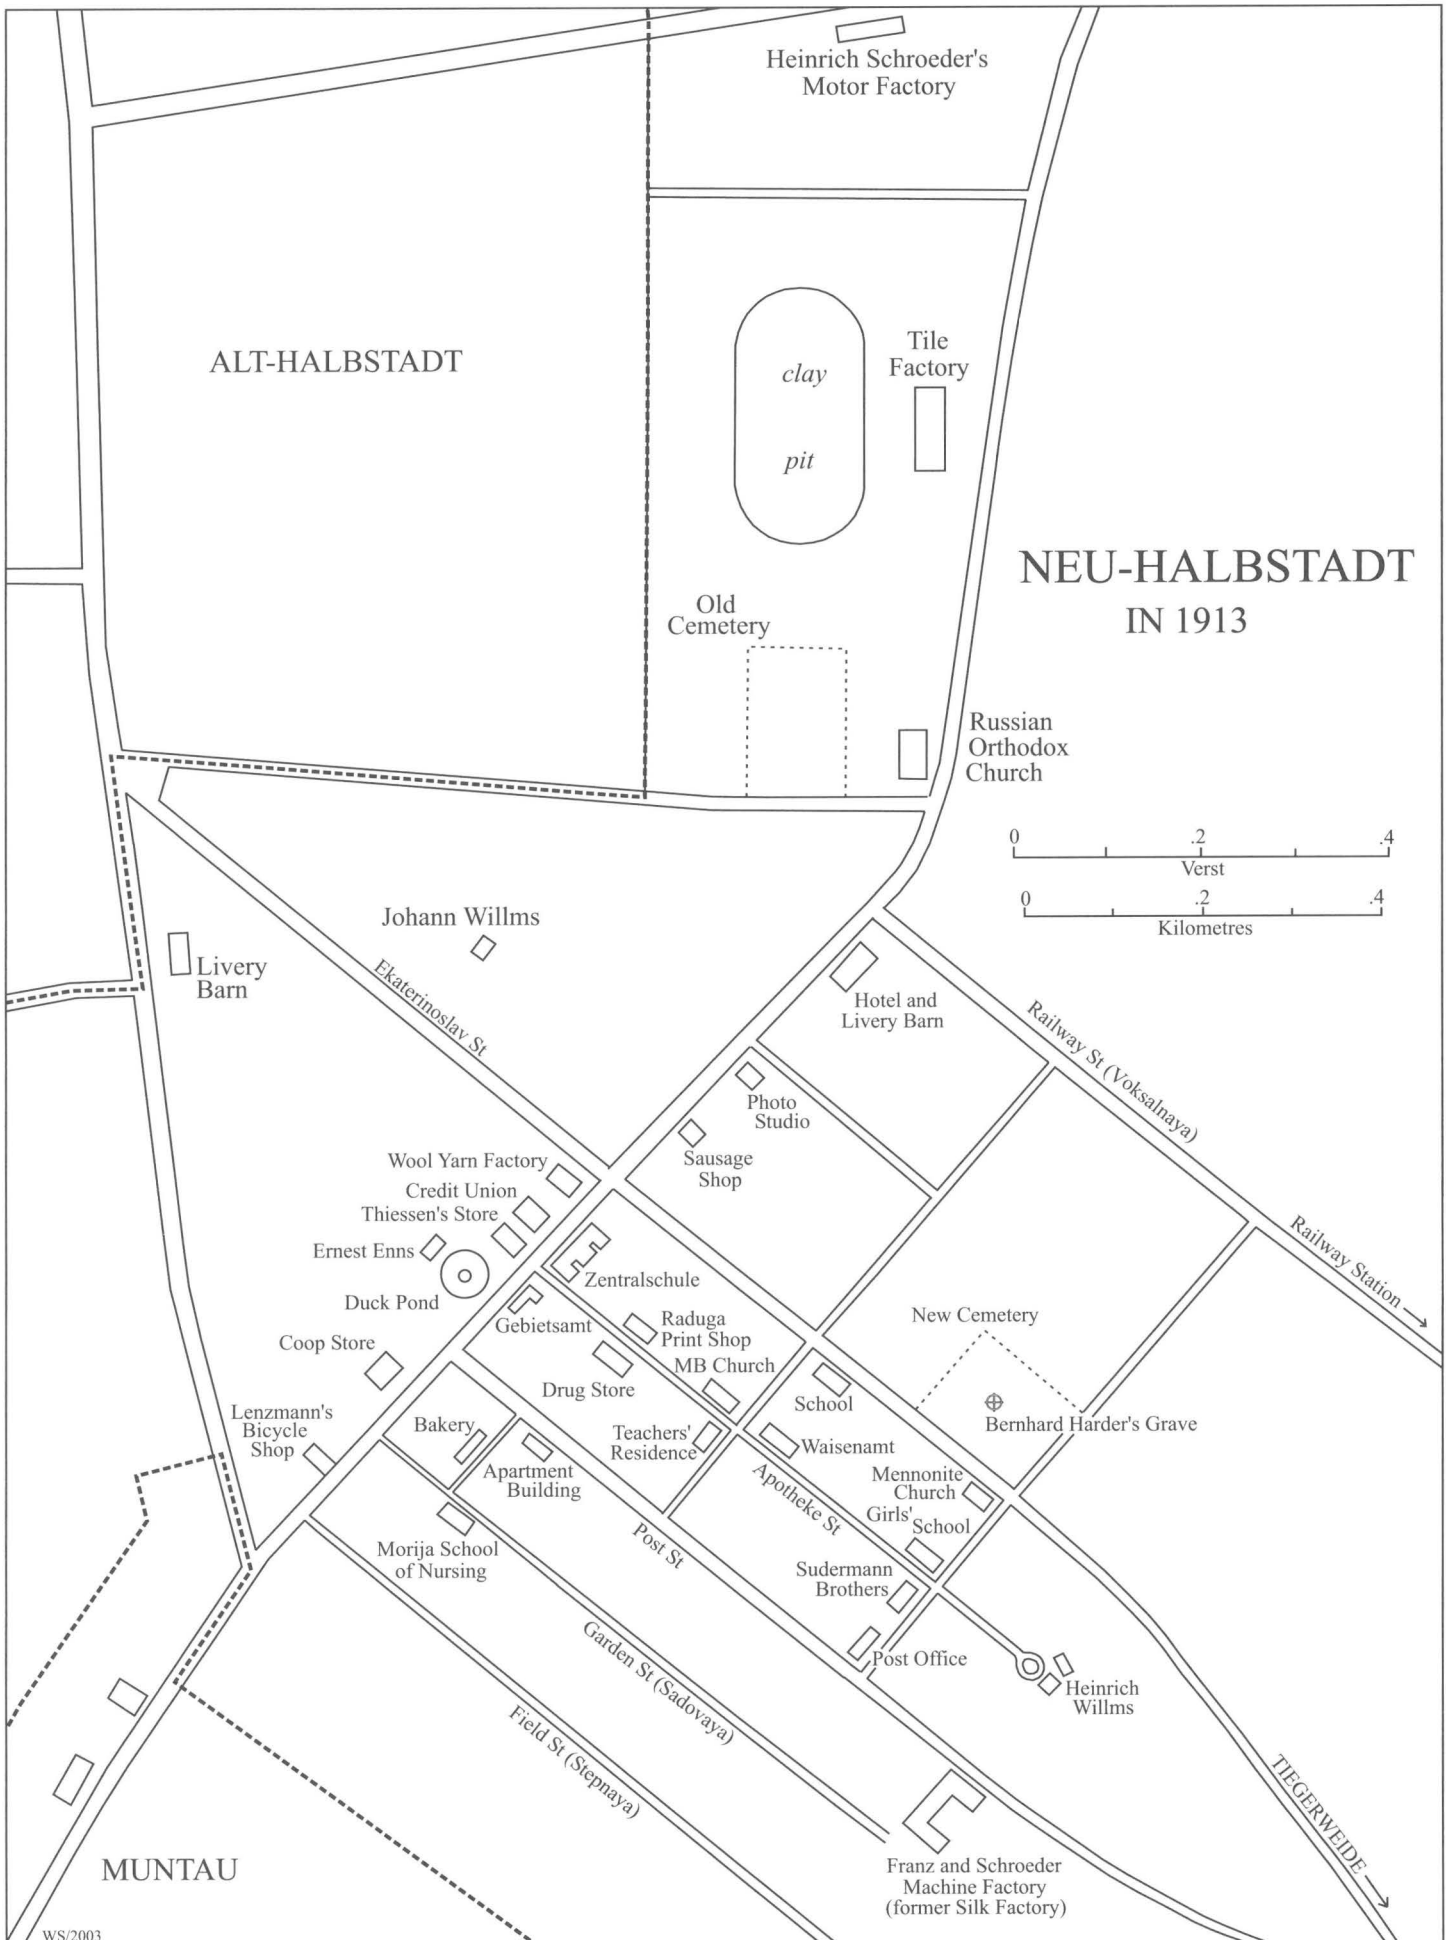 Heinrich Schroeder's
Motor Factory
ALT-HALBSTADT
clay
pit
Tile
Factory
NEU-HALBSTADT
IN 1913
Old
Cemetery
Russian
Orthodox
Church
0 .2 .4
Verst
0 .2 .4
Kilometres
Johann Willms
Livery
Barn
Ekaterinoslav St
Hotel and
Livery Barn
Railway St (Voksalnaya)
Photo
Studio
Sausage
Shop
Wool Yarn Factory
Credit Union
Thiessen's Store
Ernest Enns
Duck Pond
Railway Station
Zentralschule
Gebietsamt
Raduga
Print Shop
New Cemetery
Coop Store
MB Church
Drug Store
School
Bernhard Harder's Grave
Lenzmann's
Bicycle
Shop
Bakery
Teachers'
Residence
Waisenamt
Apartment
Building
Apotheke St
Mennonite
Church
Girls'
School
Morija School
of Nursing
Post St
Sudermann
Brothers
Post Office
Garden St (Sadovaya)
Heinrich
Willms
Field St (Stepnaya)
TIEGERWEIDE
MUNTAU
Franz and Schroeder
Machine Factory
(former Silk Factory)
WS/2003